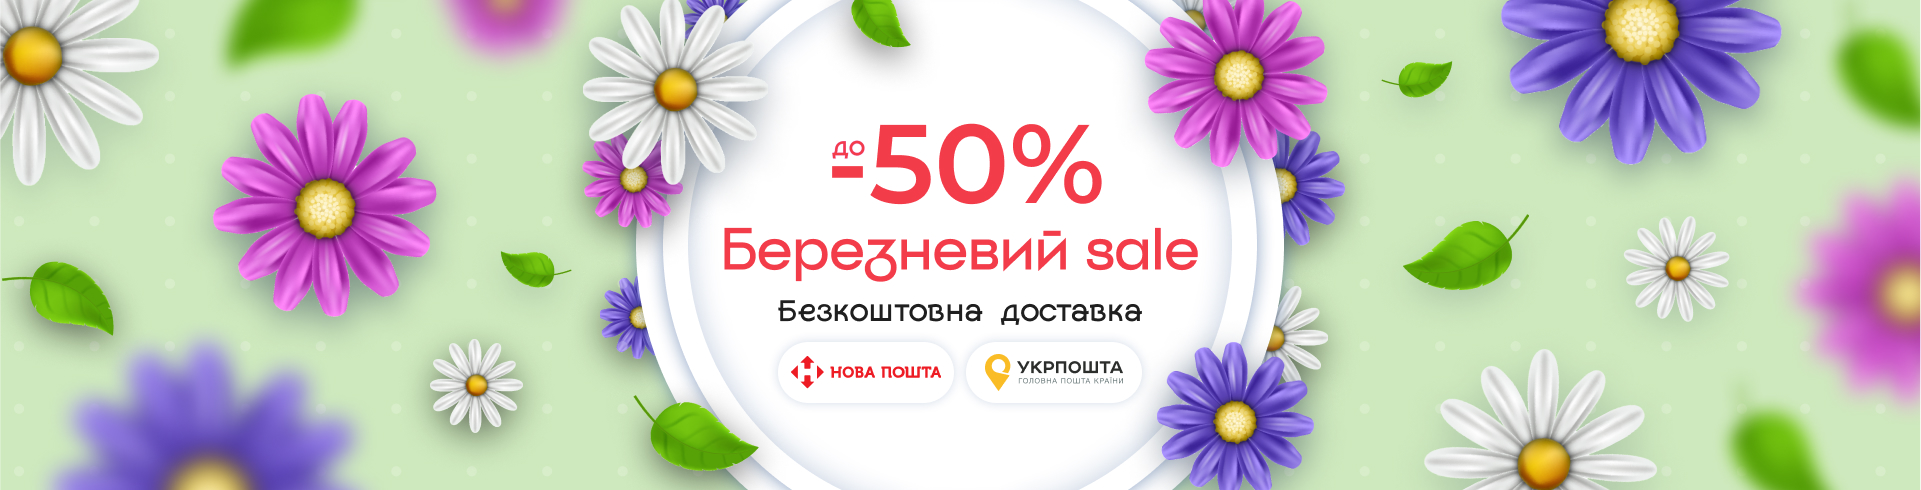 до
-50%
Березневий sale
Безкоштовна доставка
НОВА ПОШТА
УКРПОШТА
ГОЛОВНА ПОШТА КРАЇНИ